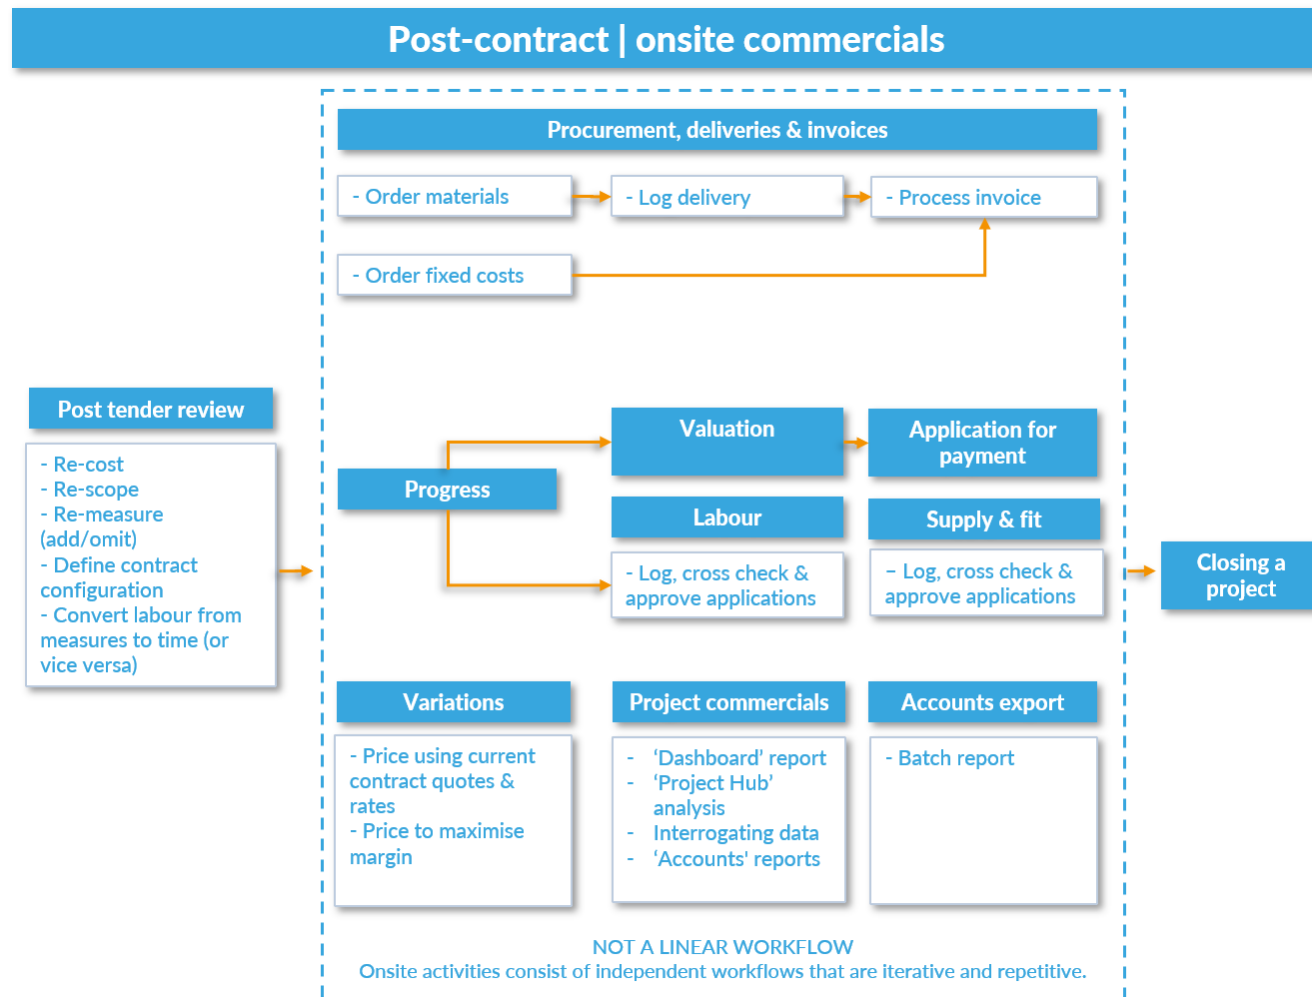 Post-contract | onsite commercials
Procurement, deliveries & invoices
- Order materials
- Log delivery
- Process invoice
- Order fixed costs
Post tender review
- Re-cost
- Re-scope
- Re-measure
(add/omit)
- Define contract
configuration
- Convert labour from
measures to time (or
vice versa)
Progress
Valuation
Application for
payment
Labour
- Log, cross check &
approve applications
Supply & fit
– Log, cross check &
approve applications
Closing a
project
Variations
- Price using current
contract quotes &
rates
- Price to maximise
margin
Project commercials
- ‘Dashboard’ report
- ‘Project Hub’
analysis
- Interrogating data
- ‘Accounts' reports
Accounts export
- Batch report
NOT A LINEAR WORKFLOW
Onsite activities consist of independent workflows that are iterative and repetitive.